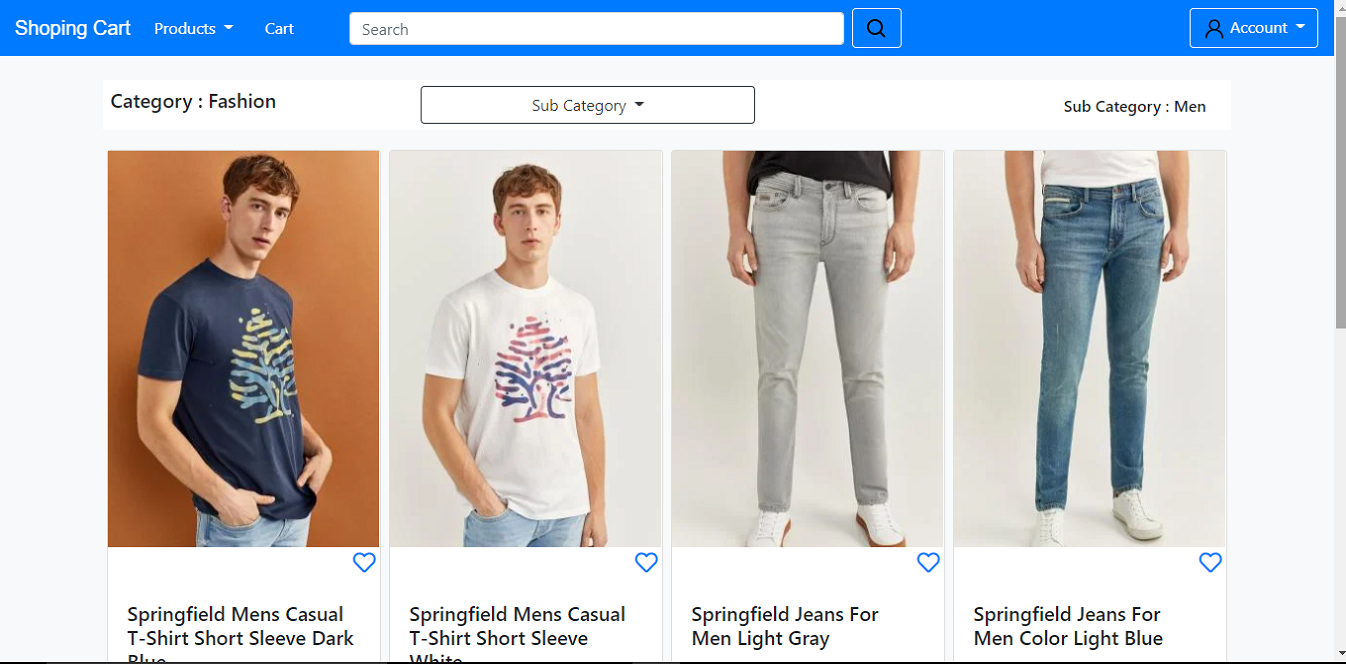 Shoping Cart
Products
Cart
Search
Account
Category : Fashion
Sub Category
Sub Category : Men
Springfield Mens Casual
T-Shirt Short Sleeve Dark
Blue
Springfield Mens Casual
T-Shirt Short Sleeve
White
Springfield Jeans For
Men Light Gray
Springfield Jeans For
Men Color Light Blue